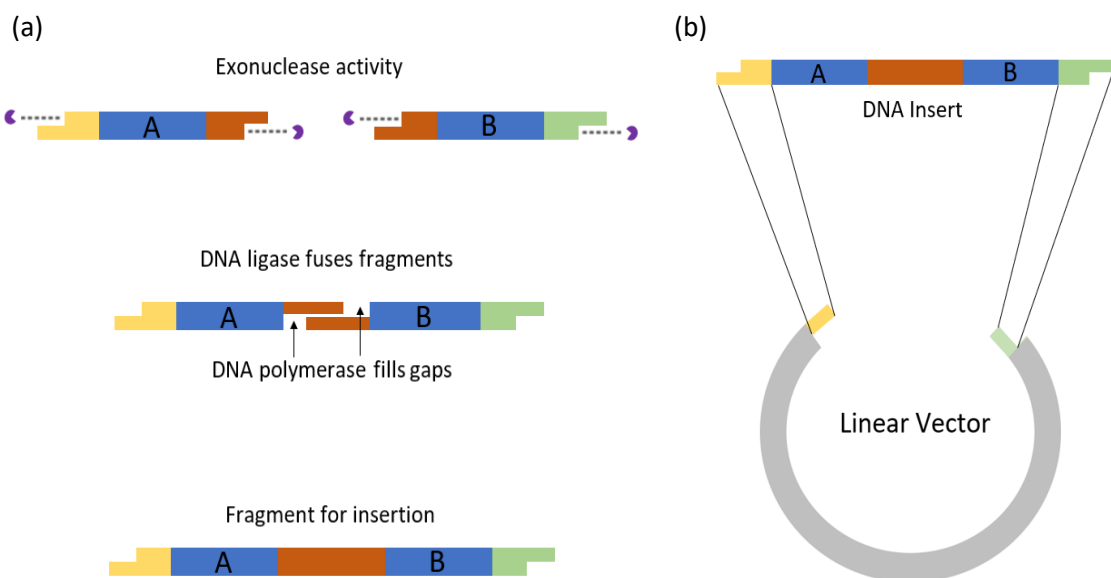 (a)
Exonuclease activity
A
B
DNA ligase fuses fragments
A
B
DNA polymerase fills gaps
Fragment for insertion
A
B
(b)
A
B
DNA Insert
Linear Vector